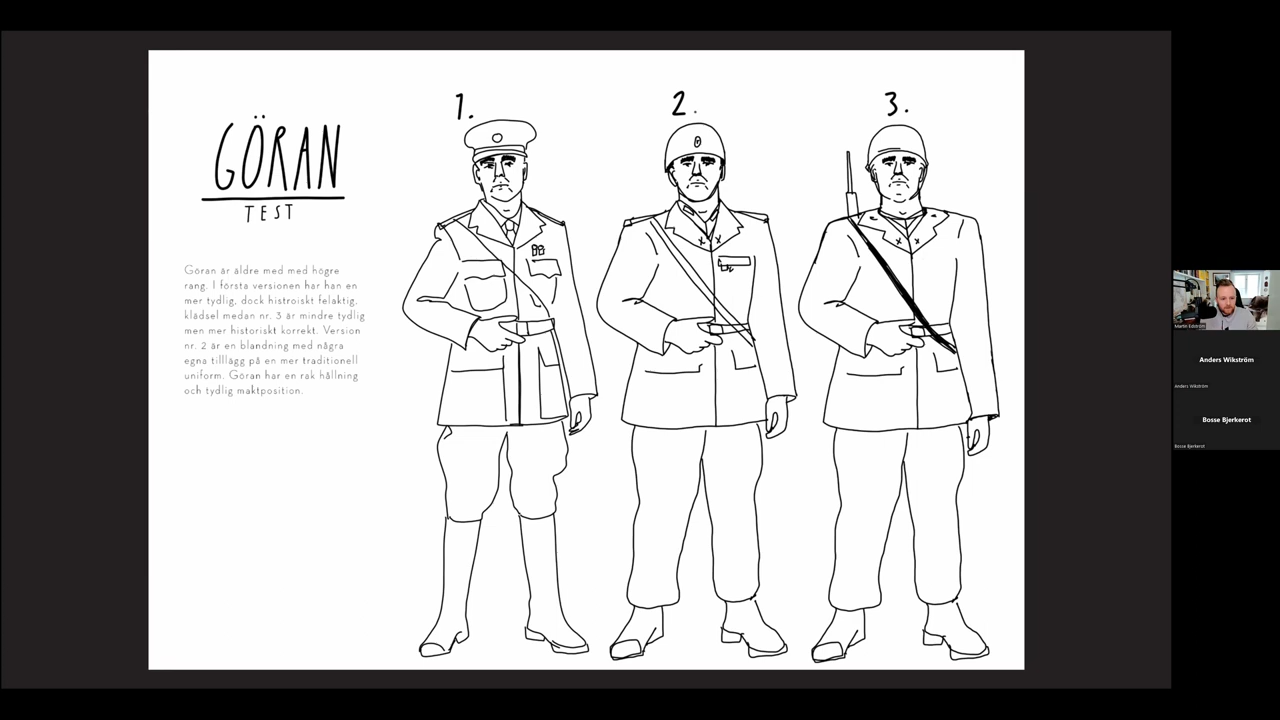 GÖRAN
TEST
Göran är äldre med med högre
rang. I första versionen har han en
mer tydlig, dock histroiskt felaktig,
klädsel medan nr. 3 är mindre tydlig
men mer historiskt korrekt. Version
nr. 2 är en blandning med några
egna tilllägg på en mer traditionell
uniform. Göran har en rak hållning
och tydlig maktposition.
1.
2.
3.
Martin Edström
Anders Wikström
Anders Wikström
Bosse Bjerkerot
Bosse Bjerkerot